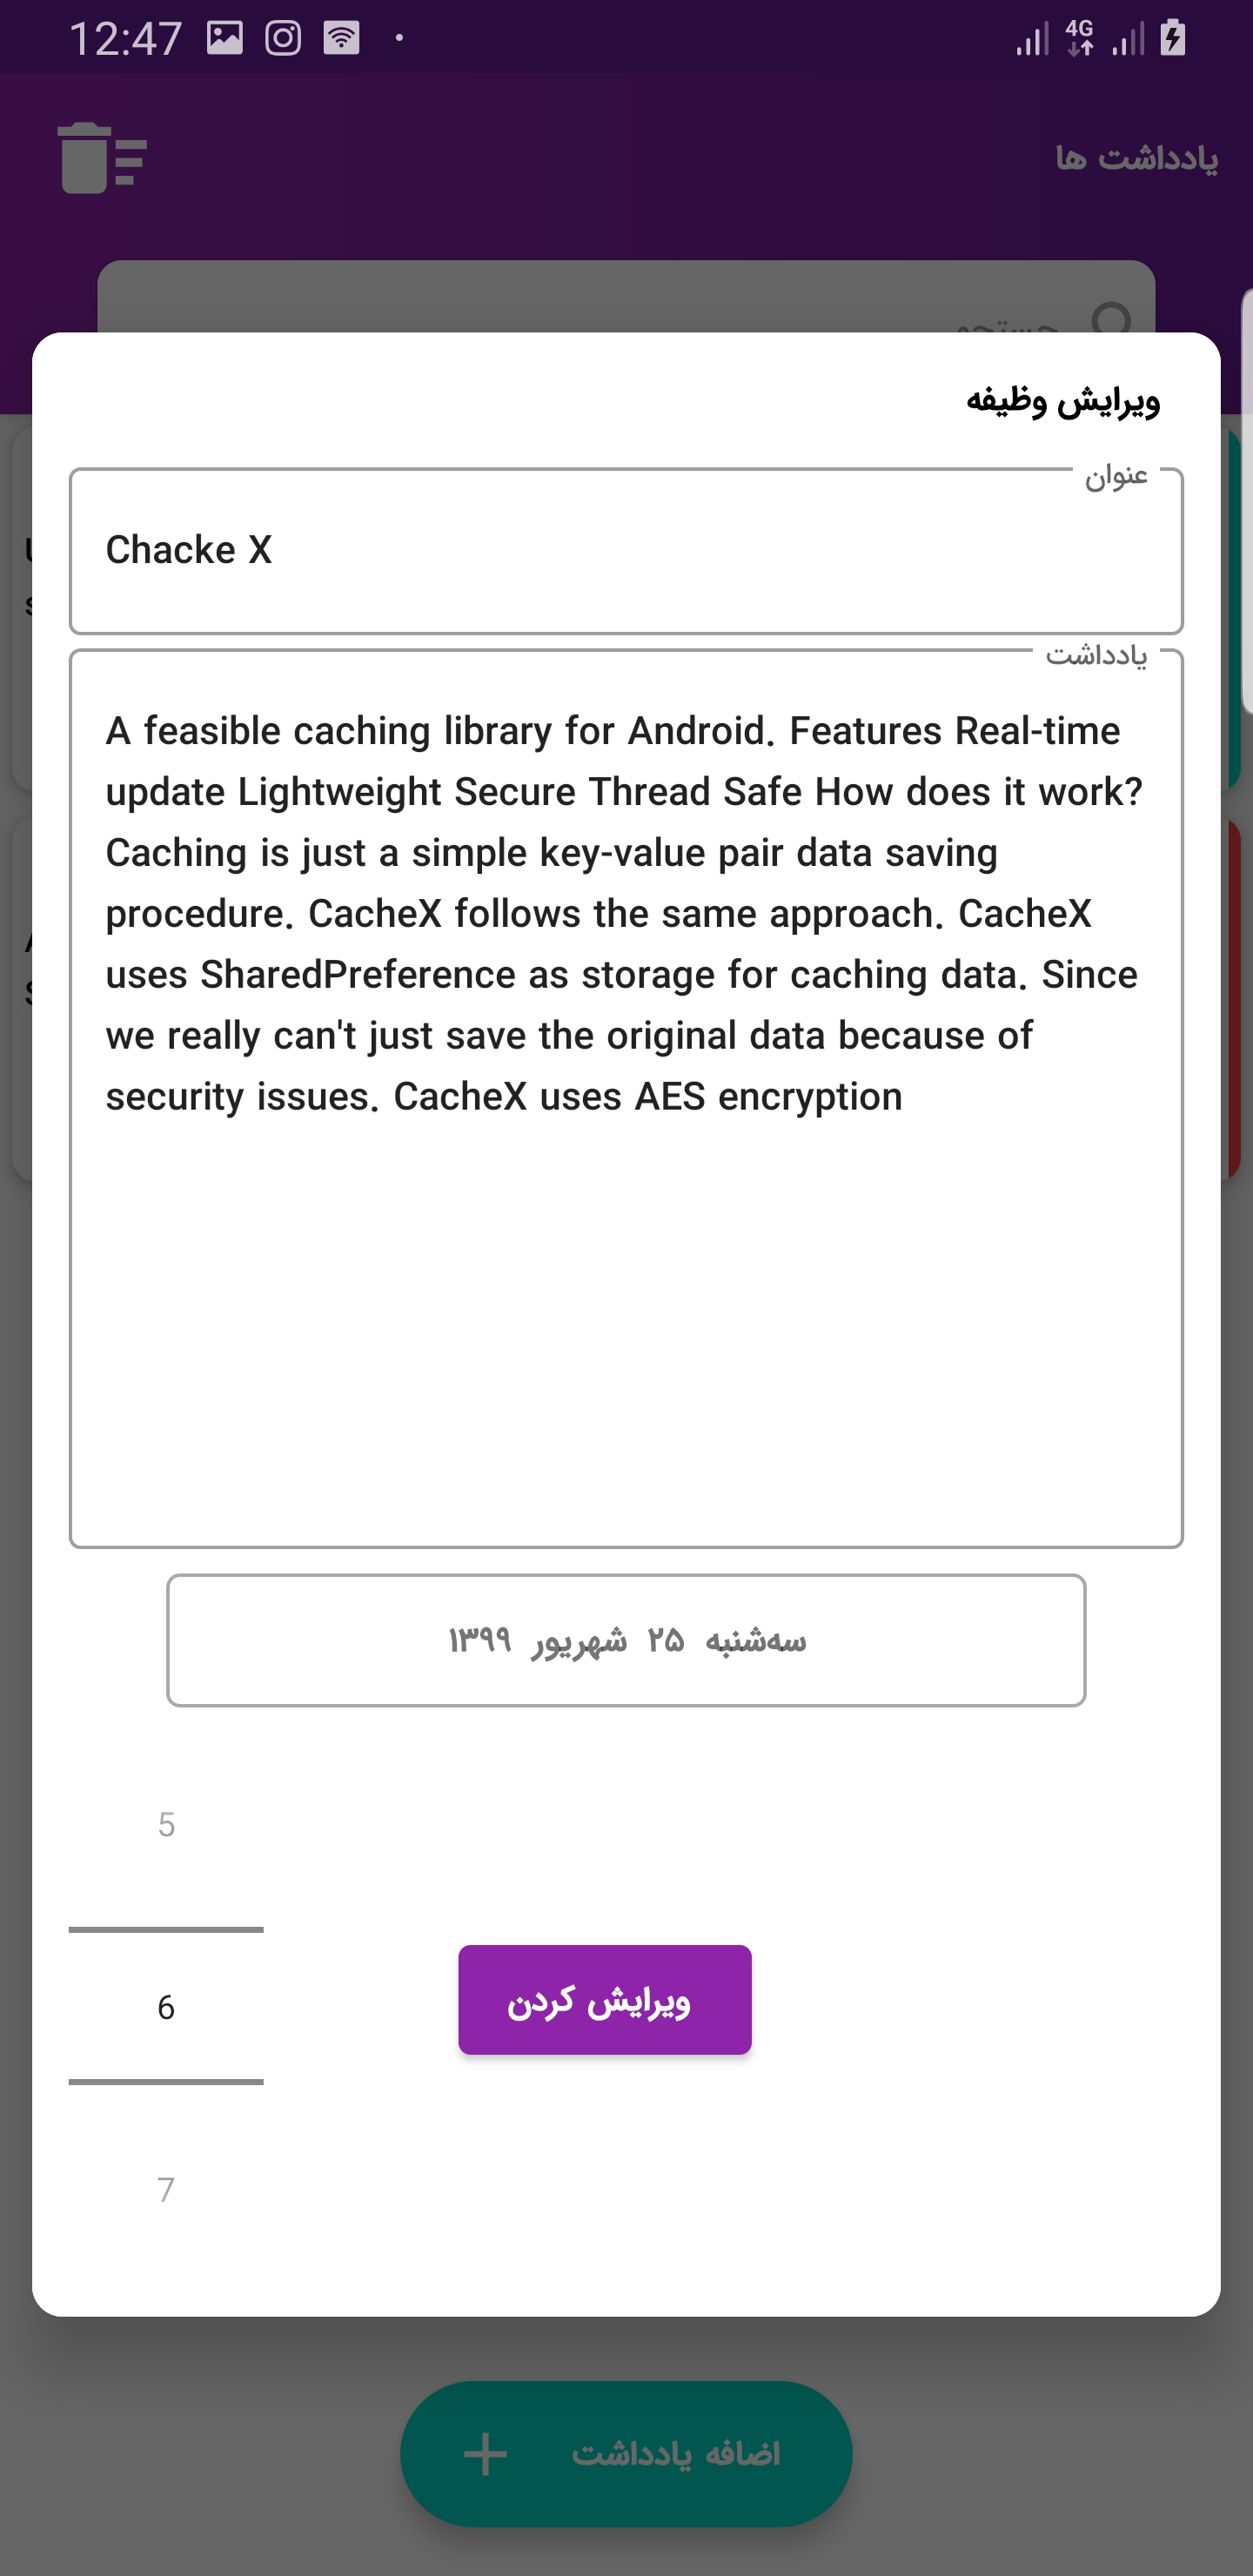 12:47
4G
یادداشت ها
جستجو
ویرایش وظیفه
عنوان
Chacke X
یادداشت
A feasible caching library for Android. Features Real-time
update Lightweight Secure Thread Safe How does it work?
Caching is just a simple key-value pair data saving
procedure. CacheX follows the same approach. CacheX
uses SharedPreference as storage for caching data. Since
we really can't just save the original data because of
security issues. CacheX uses AES encryption
سه‌شنبه ۲۵ شهریور ۱۳۹۹
5
6
ویرایش کردن
7
اضافه یادداشت